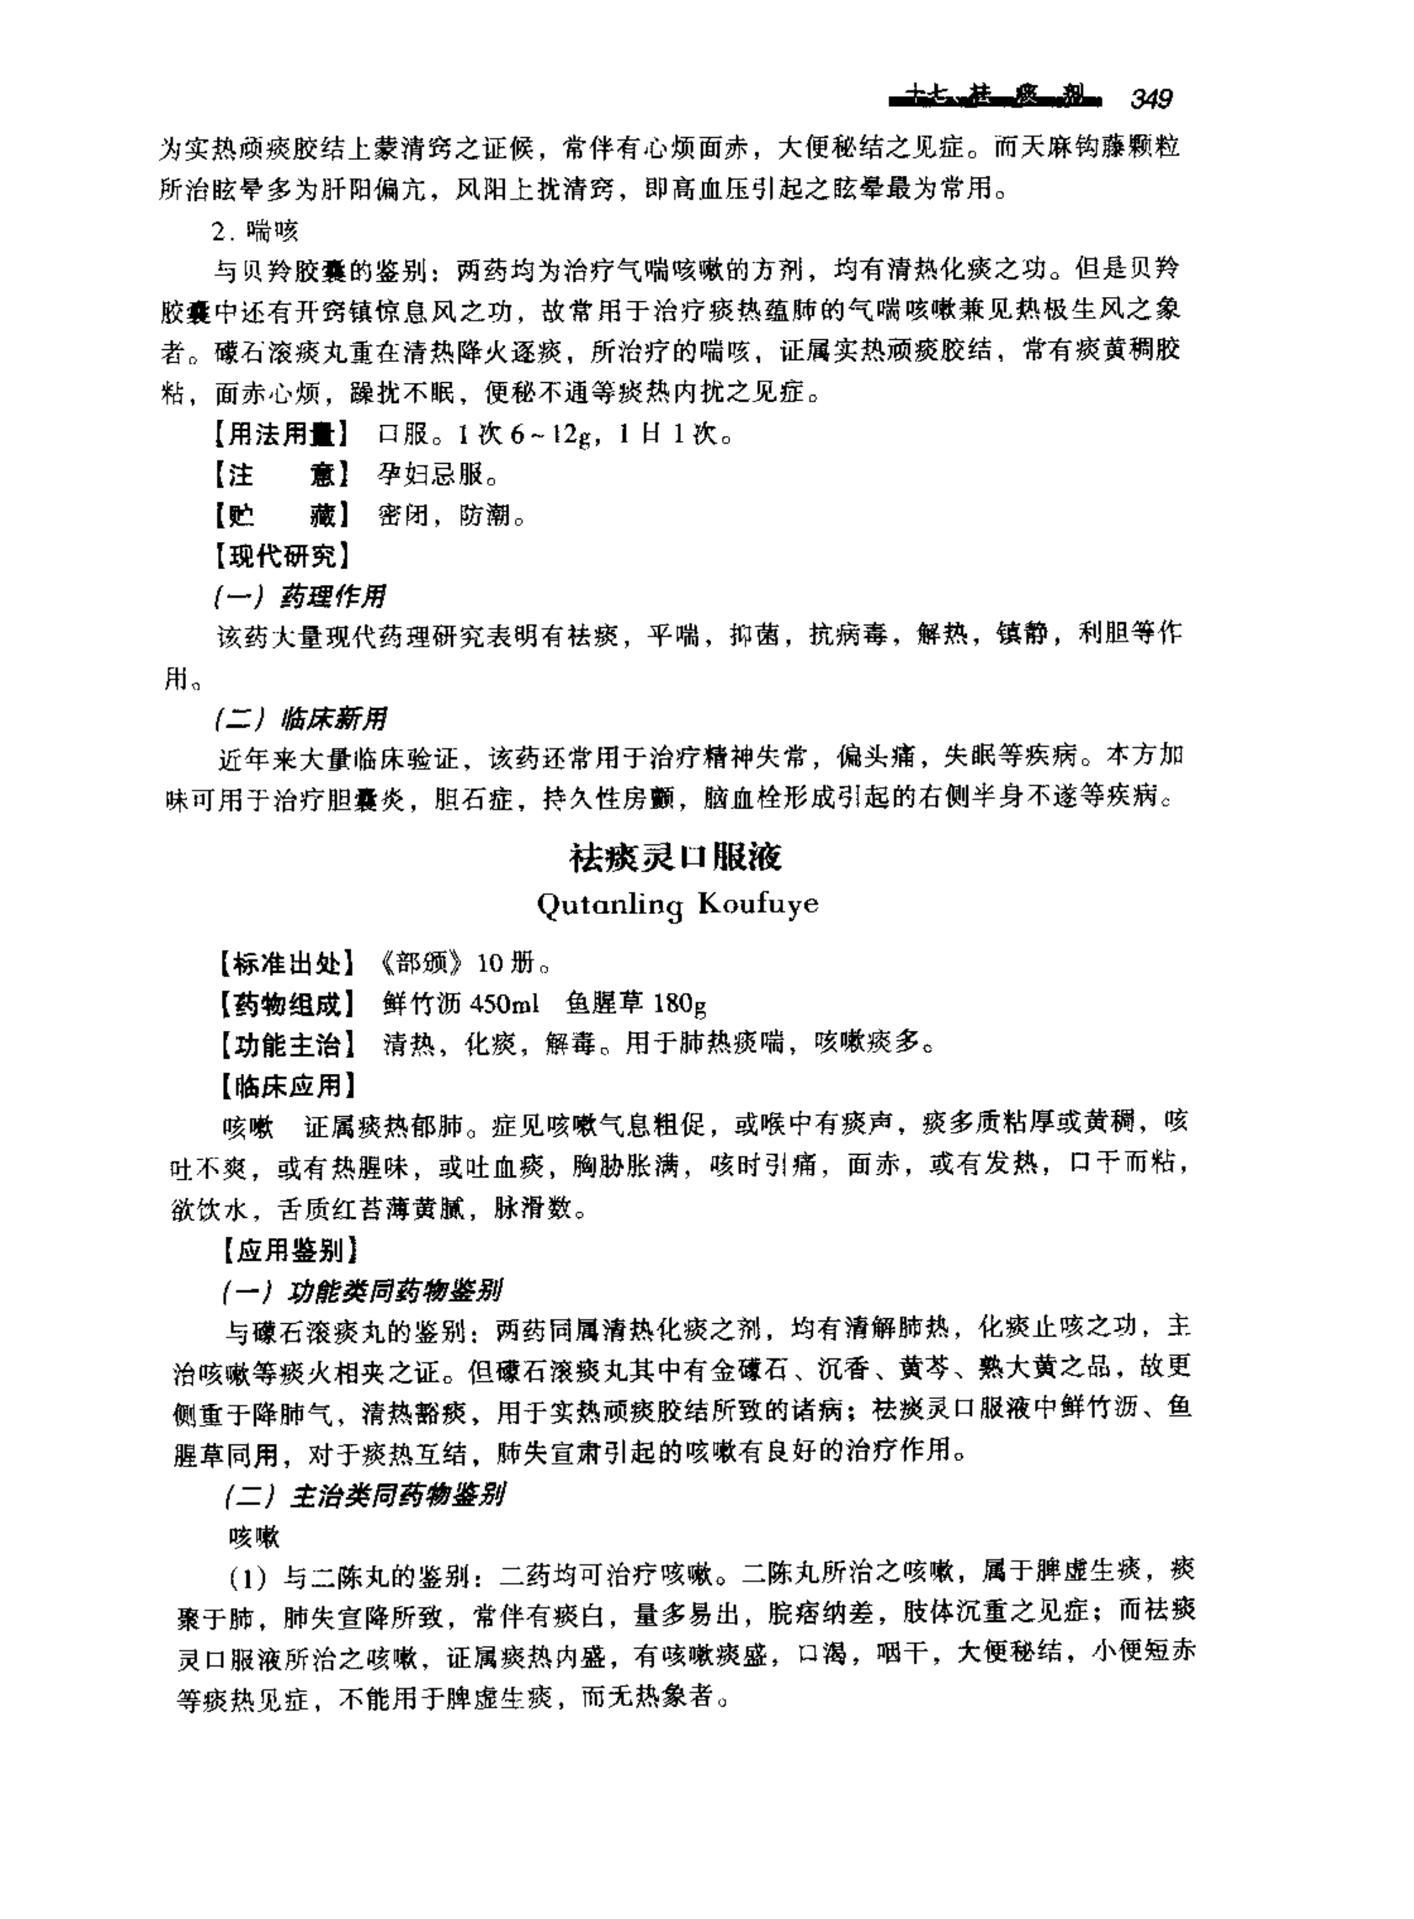 十七、祛痰剂 349
为实热顽痰胶结上蒙清窍之证候，常伴有心烦面赤，大便秘结之见症。而天麻钩藤颗粒
所治眩晕多为肝阳偏亢，风阳上扰清窍，即高血压引起之眩晕最为常用。
2. 喘咳
与贝羚胶囊的鉴别：两药均为治疗气喘咳嗽的方剂，均有清热化痰之功。但是贝羚
胶囊中还有开窍镇惊息风之功，故常用于治疗痰热蕴肺的气喘咳嗽兼见热极生风之象
者。礞石滚痰丸重在清热降火逐痰，所治疗的喘咳，证属实热顽痰胶结，常有痰黄稠胶
粘，面赤心烦，躁扰不眠，便秘不通等痰热内扰之见症。
【用法用量】 口服。1次6~12g，1日1次。
【注　　意】 孕妇忌服。
【贮　　藏】 密闭，防潮。
【现代研究】
（一）药理作用
该药大量现代药理研究表明有祛痰，平喘，抑菌，抗病毒，解热，镇静，利胆等作
用。
（二）临床新用
近年来大量临床验证，该药还常用于治疗精神失常，偏头痛，失眠等疾病。本方加
味可用于治疗胆囊炎，胆石症，持久性房颤，脑血栓形成引起的右侧半身不遂等疾病。
祛痰灵口服液
Qutanling Koufuye
【标准出处】 《部颁》10册。
【药物组成】 鲜竹沥450ml　鱼腥草180g
【功能主治】 清热，化痰，解毒。用于肺热痰喘，咳嗽痰多。
【临床应用】
咳嗽　证属痰热郁肺。症见咳嗽气息粗促，或喉中有痰声，痰多质粘厚或黄稠，咳
吐不爽，或有热腥味，或吐血痰，胸胁胀满，咳时引痛，面赤，或有发热，口干而粘，
欲饮水，舌质红苔薄黄腻，脉滑数。
【应用鉴别】
（一）功能类同药物鉴别
与礞石滚痰丸的鉴别：两药同属清热化痰之剂，均有清解肺热，化痰止咳之功，主
治咳嗽等痰火相夹之证。但礞石滚痰丸其中有金礞石、沉香、黄芩、熟大黄之品，故更
侧重于降肺气，清热豁痰，用于实热顽痰胶结所致的诸病；祛痰灵口服液中鲜竹沥、鱼
腥草同用，对于痰热互结，肺失宣肃引起的咳嗽有良好的治疗作用。
（二）主治类同药物鉴别
咳嗽
（1）与二陈丸的鉴别：二药均可治疗咳嗽。二陈丸所治之咳嗽，属于脾虚生痰，痰
聚于肺，肺失宣降所致，常伴有痰白，量多易出，脘痞纳差，肢体沉重之见症；而祛痰
灵口服液所治之咳嗽，证属痰热内盛，有咳嗽痰盛，口渴，咽干，大便秘结，小便短赤
等痰热见症，不能用于脾虚生痰，而无热象者。